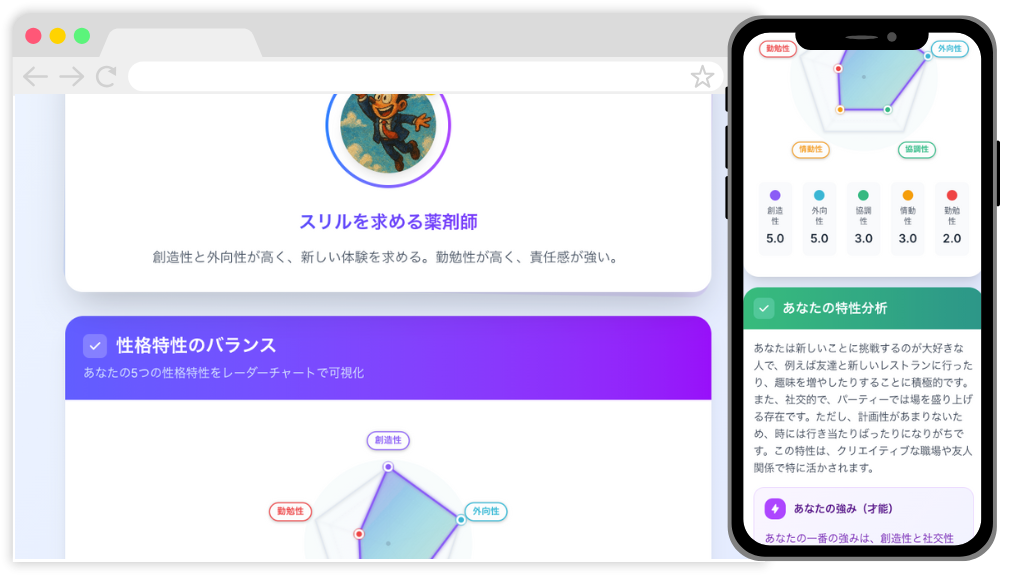 スリルを求める薬剤師
創造性と外向性が高く、新しい体験を求める。勤勉性が高く、責任感が強い。
性格特性のバランス
あなたの5つの性格特性をレーダーチャートで可視化
創造性
勤勉性
外向性
勤勉性
外向性
情動性
協調性
創造
性
5.0
外向
性
5.0
協調
性
3.0
情動
性
3.0
勤勉
性
2.0
あなたの特性分析
あなたは新しいことに挑戦するのが大好きな
人で、例えば友達と新しいレストランに行った
り、趣味を増やしたりすることに積極的です。
また、社交的で、パーティーでは場を盛り上げ
る存在です。ただし、計画性があまりないた
め、時には行き当たりばったりになりがちで
す。この特性は、クリエイティブな職場や友人
関係で特に活かされます。
あなたの強み（才能）
あなたの一番の強みは、創造性と社交性